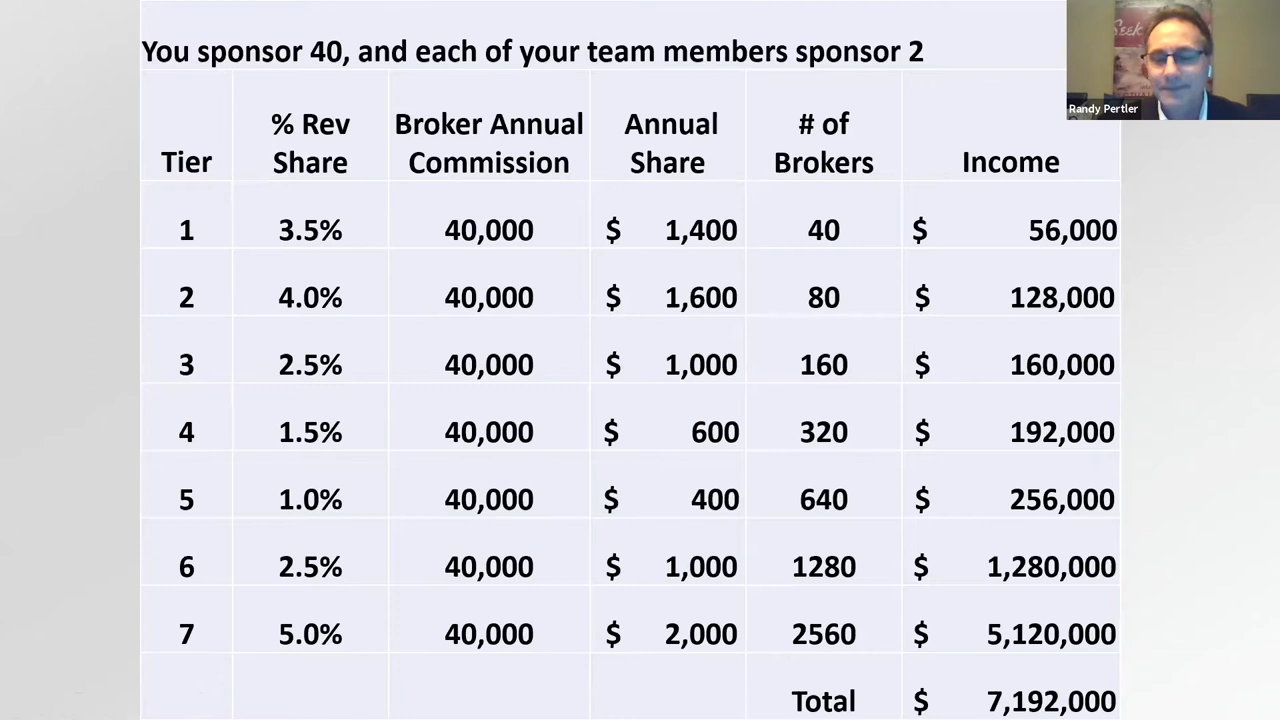 You sponsor 40, and each of your team members sponsor 2
Seek
Randy Pertler
Tier % Rev Share Broker Annual Commission Annual Share # of Brokers Income
1 3.5% 40,000 $ 1,400 40 $ 56,000
2 4.0% 40,000 $ 1,600 80 $ 128,000
3 2.5% 40,000 $ 1,000 160 $ 160,000
4 1.5% 40,000 $ 600 320 $ 192,000
5 1.0% 40,000 $ 400 640 $ 256,000
6 2.5% 40,000 $ 1,000 1280 $ 1,280,000
7 5.0% 40,000 $ 2,000 2560 $ 5,120,000
Total $ 7,192,000